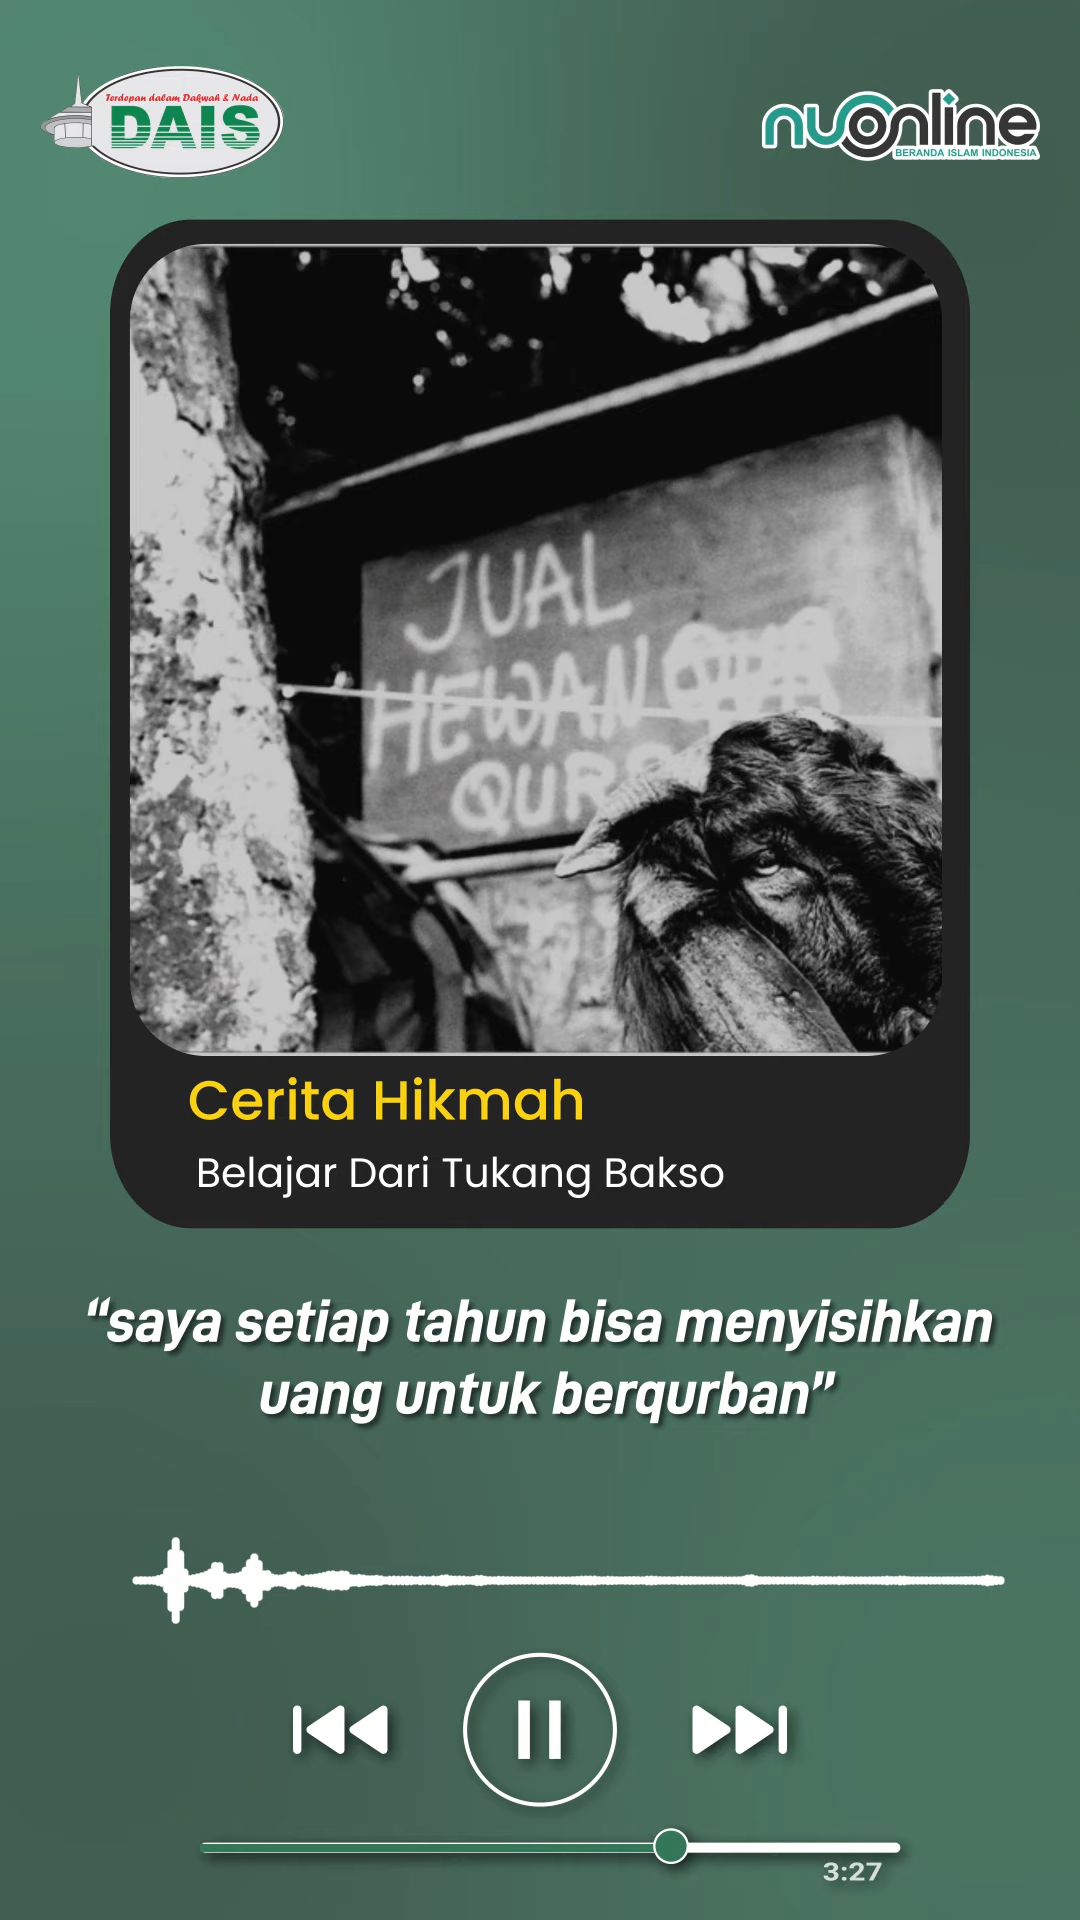 Terdepan dalam Dakwah & Nada
DAIS
nuonline
BERANDA ISLAM INDONESIA
JUAL
HEWAN
Cerita Hikmah
Belajar Dari Tukang Bakso
“saya setiap tahun bisa menyisihkan
uang untuk berqurban”
3:27